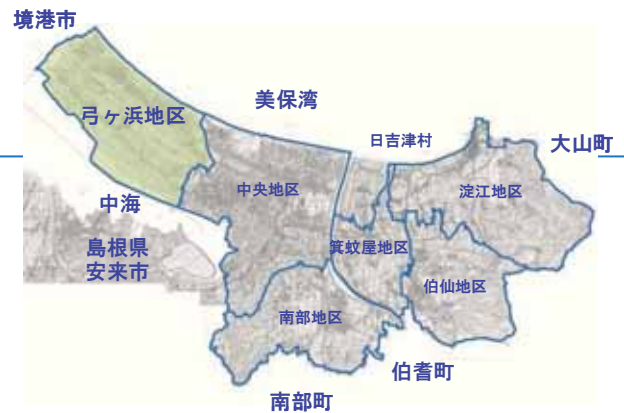 境港市
弓ヶ浜地区
美保湾
日吉津村
大山町
中央地区
淀江地区
中海
島根県
安来市
箕蚊屋地区
伯仙地区
南部地区
伯耆町
南部町